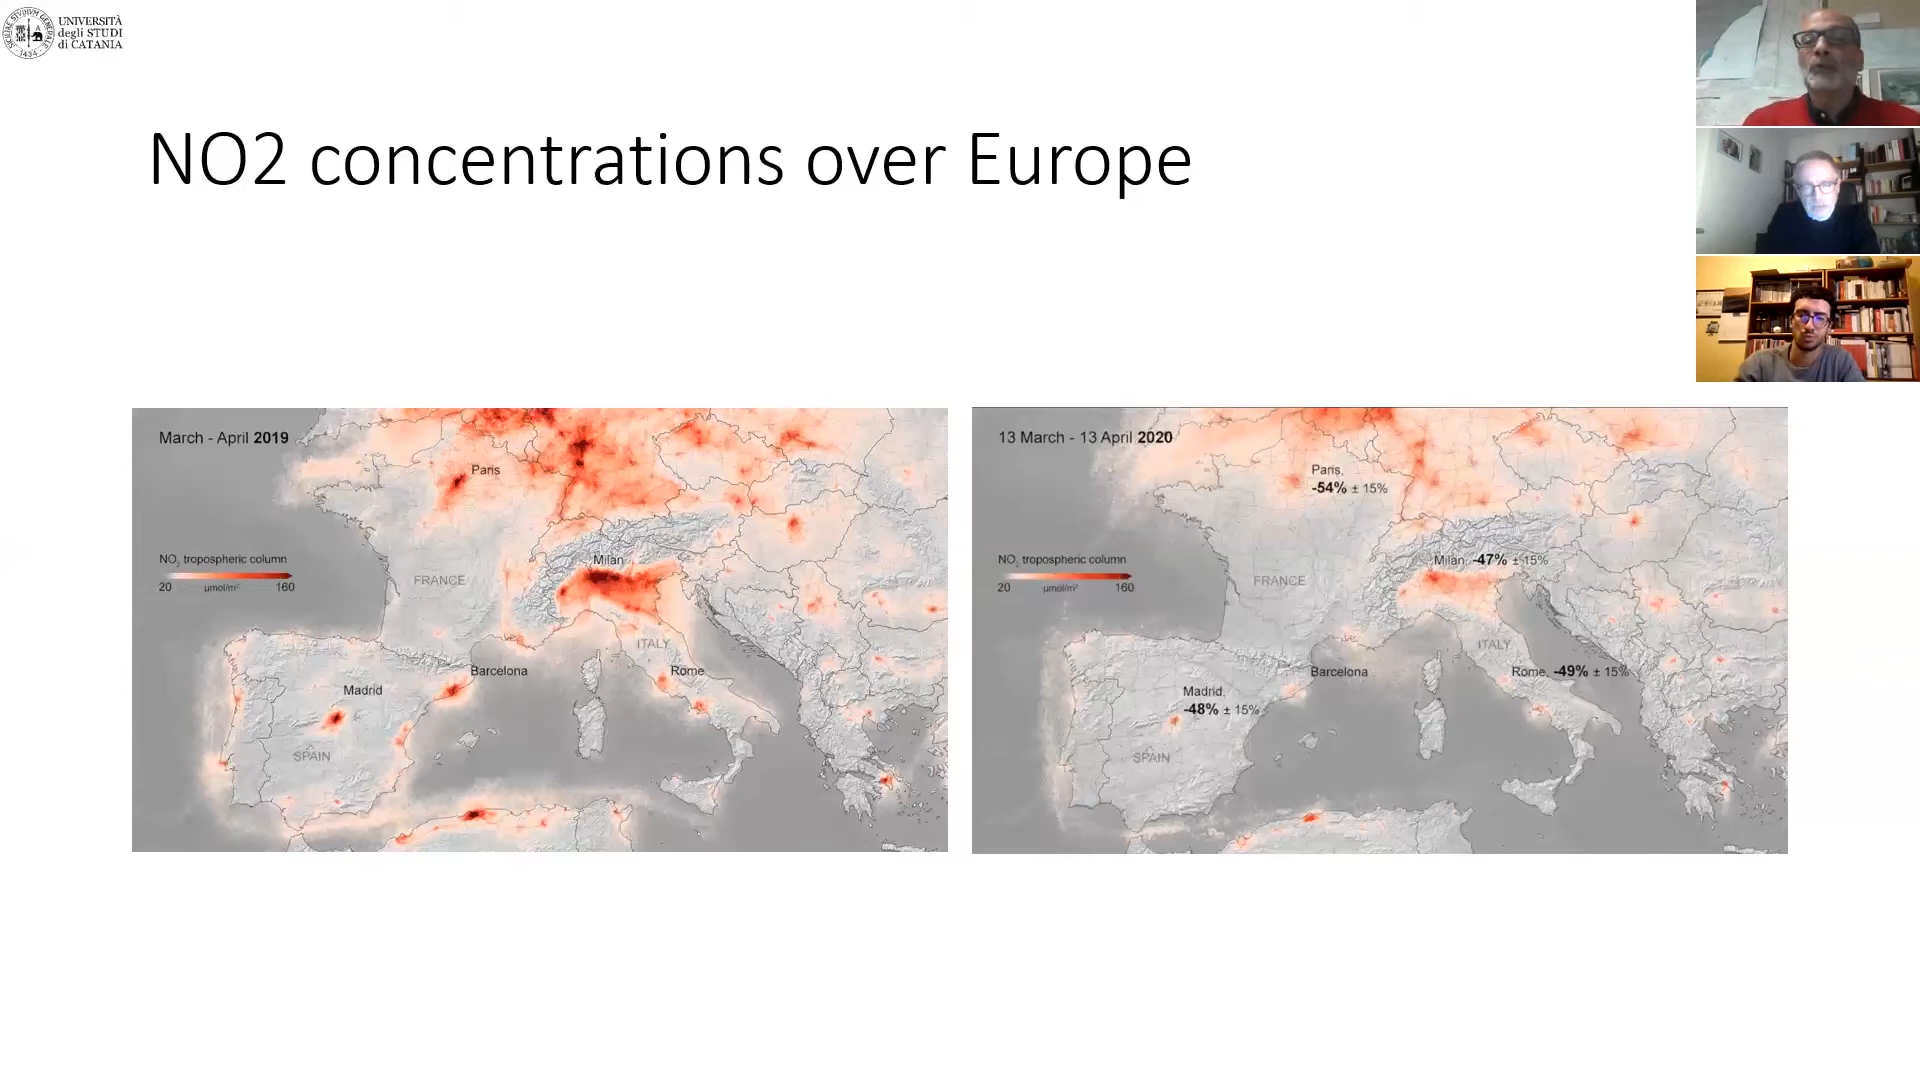 UNIVERSITÀ
degli STUDI
di CATANIA
NO2 concentrations over Europe
March - April 2019
Paris
NO2 tropospheric column
20 µmol/m² 160
FRANCE
Milan
ITALY
Barcelona
Rome
Madrid
SPAIN
13 March - 13 April 2020
Paris,
-54% ± 15%
NO2 tropospheric column
20 µmol/m² 160
FRANCE
Milan, -47% ± 15%
ITALY
Barcelona
Rome, -49% ± 15%
Madrid,
-48% ± 15%
SPAIN